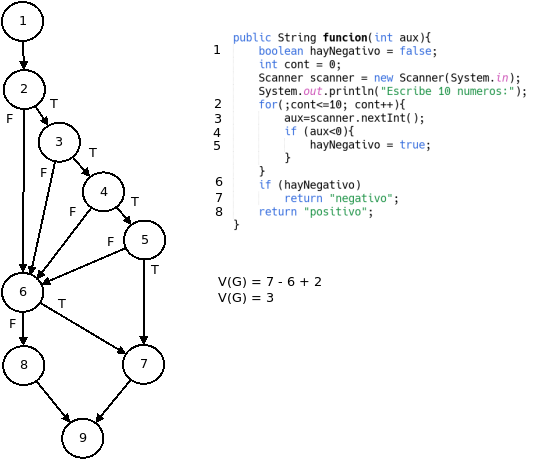 1
2
T
F
3
T
F
4
T
F
5
F
T
6
T
F
8
7
9
public String funcion(int aux){
1 boolean hayNegativo = false;
int cont = 0;
Scanner scanner = new Scanner(System.in);
System.out.println("Escribe 10 numeros:");
2 for(;cont<=10; cont++){
3 aux=scanner.nextInt();
4 if (aux<0){
5 hayNegativo = true;
}
}
6 if (hayNegativo)
7 return "negativo";
8 return "positivo";
}
V(G) = 7 - 6 + 2
V(G) = 3